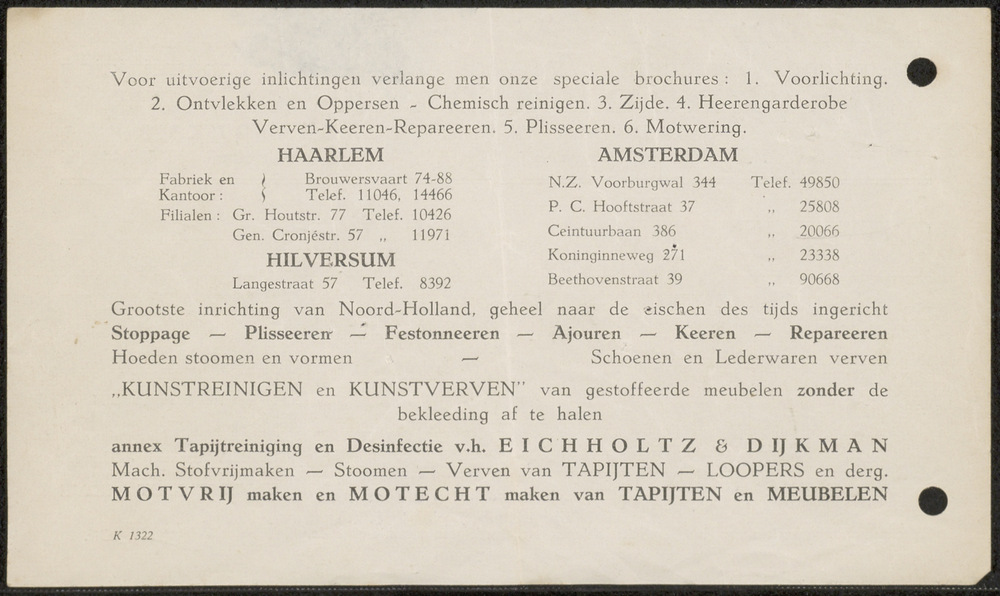 Voor uitvoerige inlichtingen verlange men onze speciale brochures : 1. Voorlichting.
2. Ontvlekken en Oppersen - Chemisch reinigen. 3. Zijde. 4. Heerengarderobe
Verven-Keeren-Repareeren. 5. Plisseeren. 6. Motwering.
HAARLEM
Fabriek en } Brouwersvaart 74-88
Kantoor : } Telef. 11046, 14466
Filialen : Gr. Houtstr. 77 Telef. 10426
Gen. Cronjéstr. 57 „ 11971
HILVERSUM
Langestraat 57 Telef. 8392
AMSTERDAM
N.Z. Voorburgwal 344 Telef. 49850
P. C. Hooftstraat 37 „ 25808
Ceintuurbaan 386 „ 20066
Koninginneweg 271 „ 23338
Beethovenstraat 39 „ 90668
Grootste inrichting van Noord-Holland, geheel naar de eischen des tijds ingericht
Stoppage — Plisseeren — Festonneeren — Ajouren — Keeren — Repareeren
Hoeden stoomen en vormen — Schoenen en Lederwaren verven
„KUNSTREINIGEN en KUNSTVERVEN" van gestoffeerde meubelen zonder de
bekleeding af te halen
annex Tapijtreiniging en Desinfectie v.h. EICHHOLTZ & DIJKMAN
Mach. Stofvrijmaken — Stoomen — Verven van TAPIJTEN — LOOPERS en derg.
MOTVRIJ maken en MOTECHT maken van TAPIJTEN en MEUBELEN
K 1322